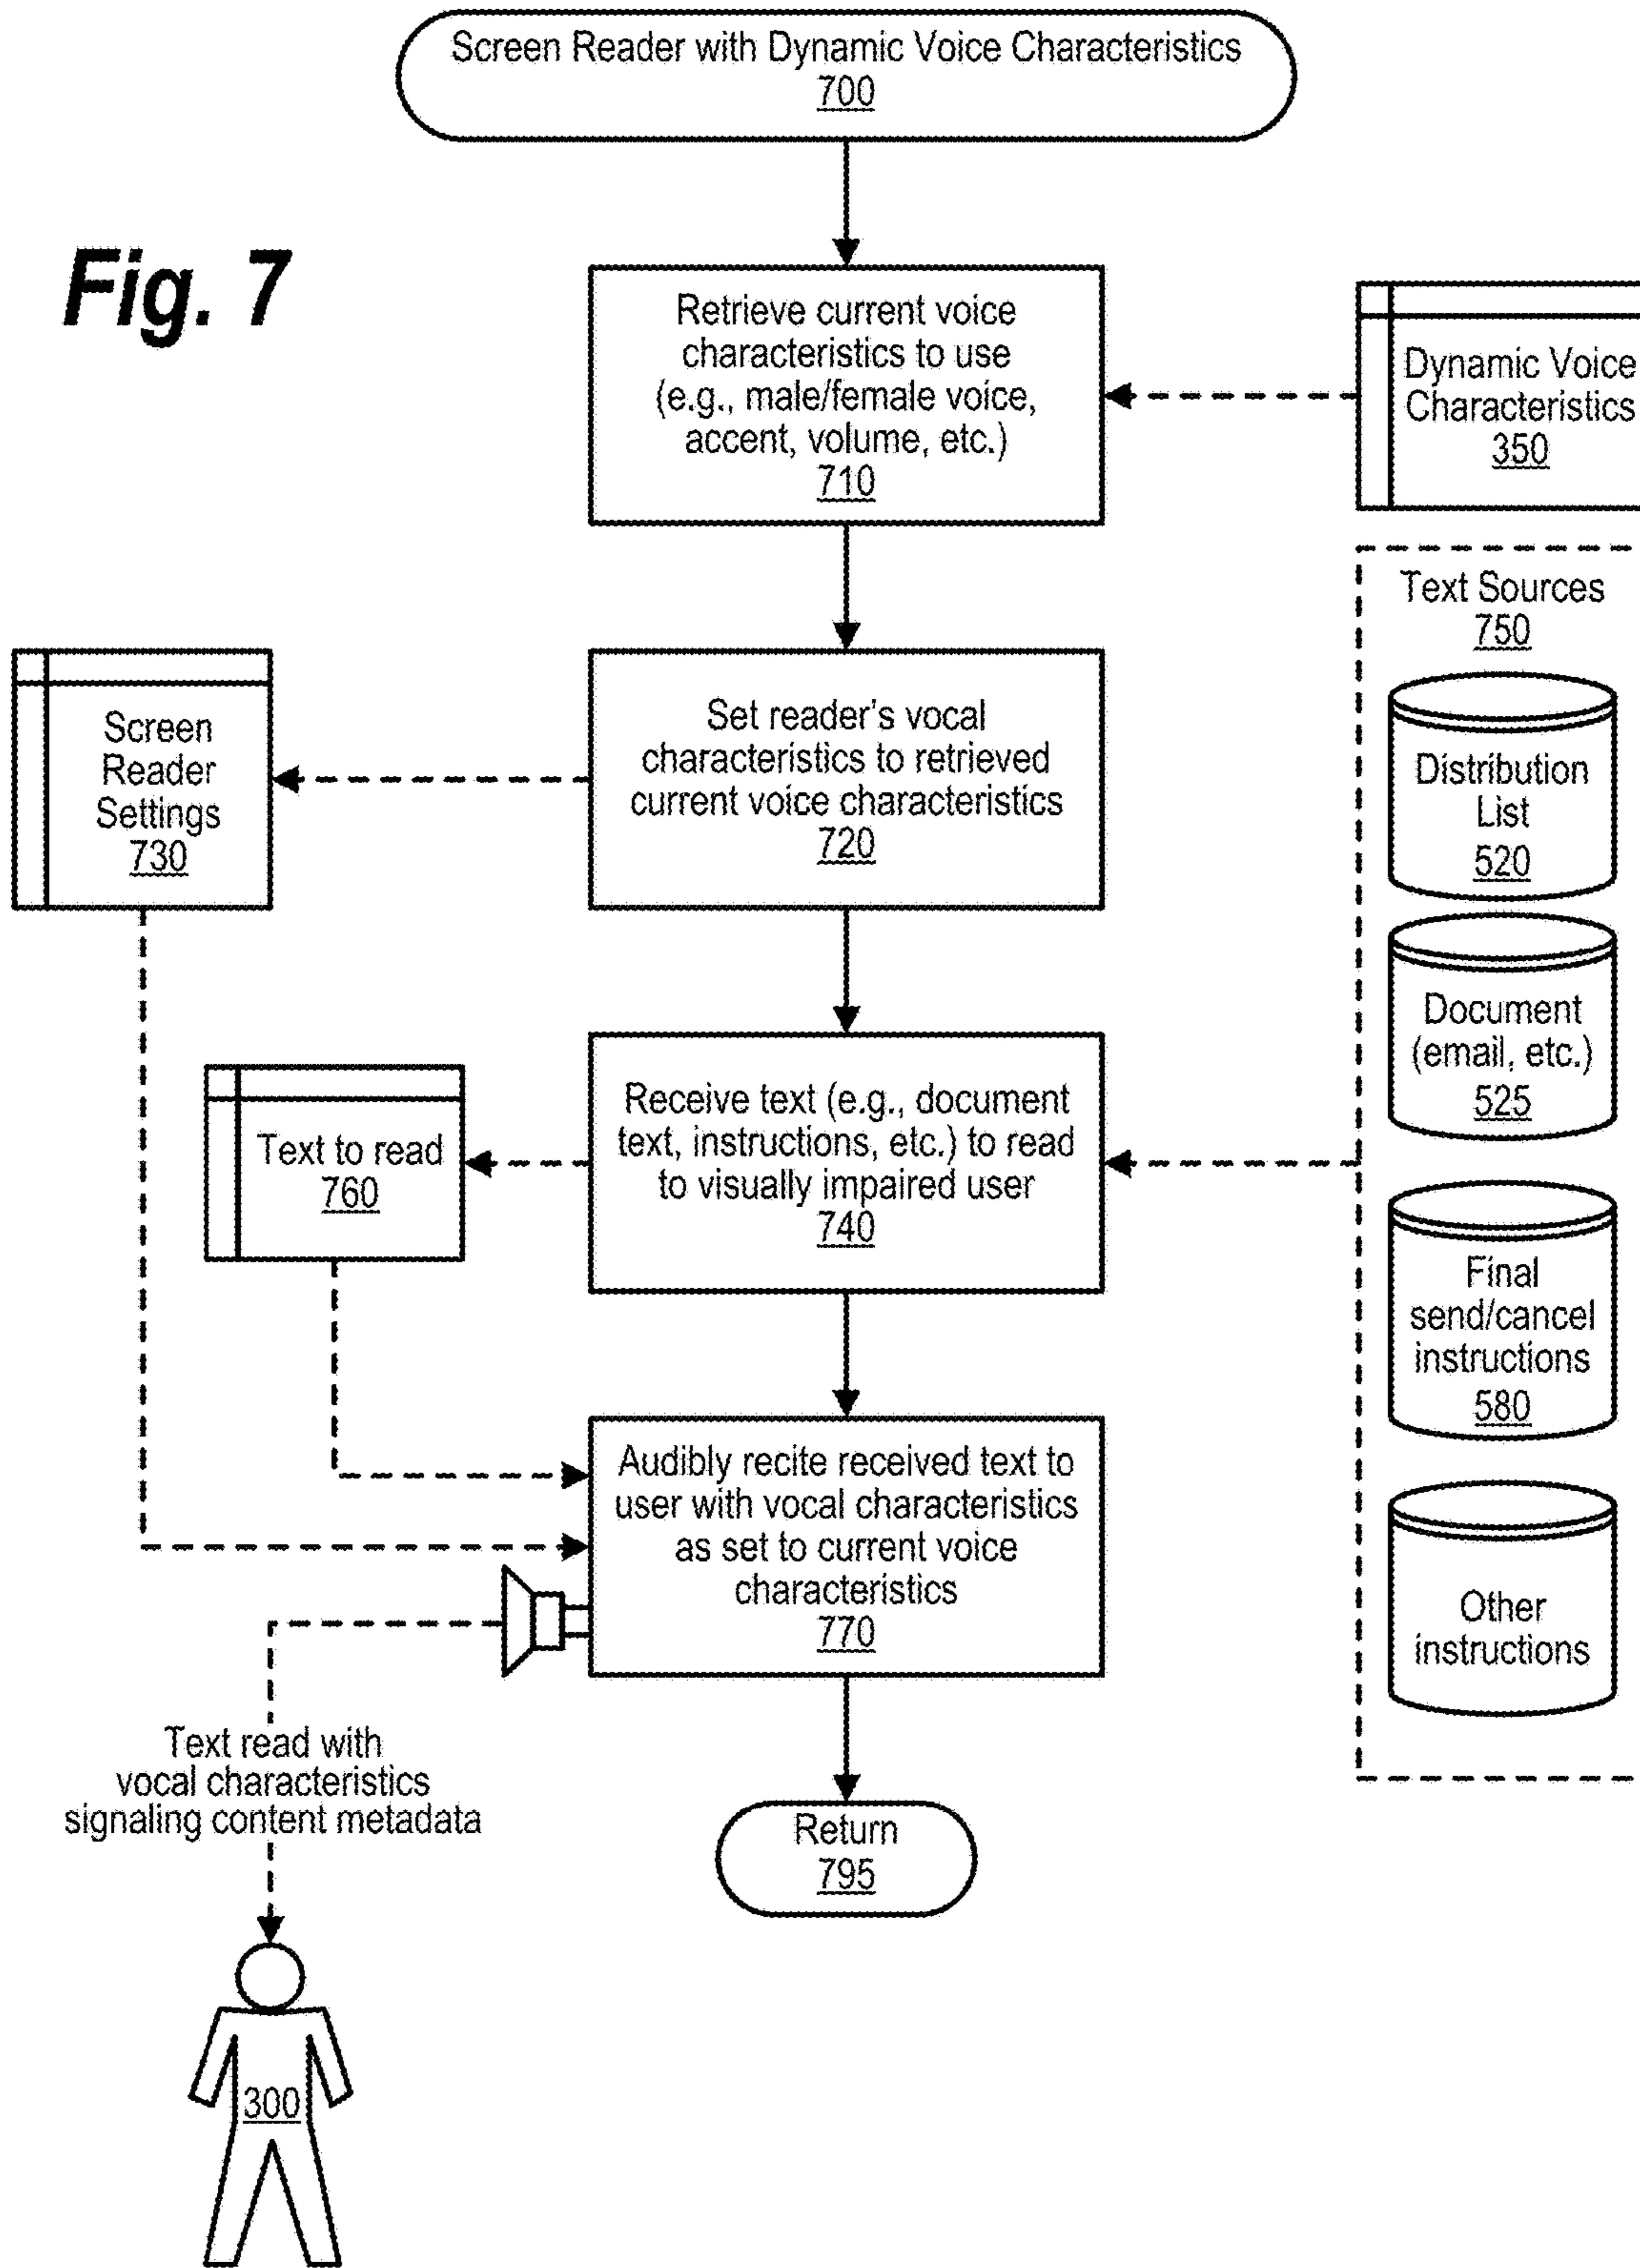 Screen Reader with Dynamic Voice Characteristics
700
Fig. 7
Retrieve current voice
characteristics to use
(e.g., male/female voice,
accent, volume, etc.)
710
Dynamic Voice
Characteristics
350
Text Sources
750
Distribution
List
520
Document
(email, etc.)
525
Final
send/cancel
instructions
580
Other
instructions
Screen
Reader
Settings
730
Set reader's vocal
characteristics to retrieved
current voice characteristics
720
Text to read
760
Receive text (e.g., document
text, instructions, etc.) to read
to visually impaired user
740
Audibly recite received text to
user with vocal characteristics
as set to current voice
characteristics
770
Text read with
vocal characteristics
signaling content metadata
Return
795
300